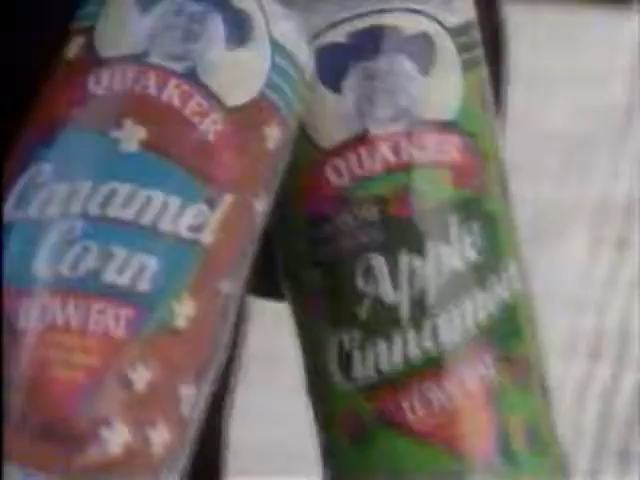 QUAKER
Caramel
Corn
LOW FAT
QUAKER
Apple
Cinnamon
LOW FAT